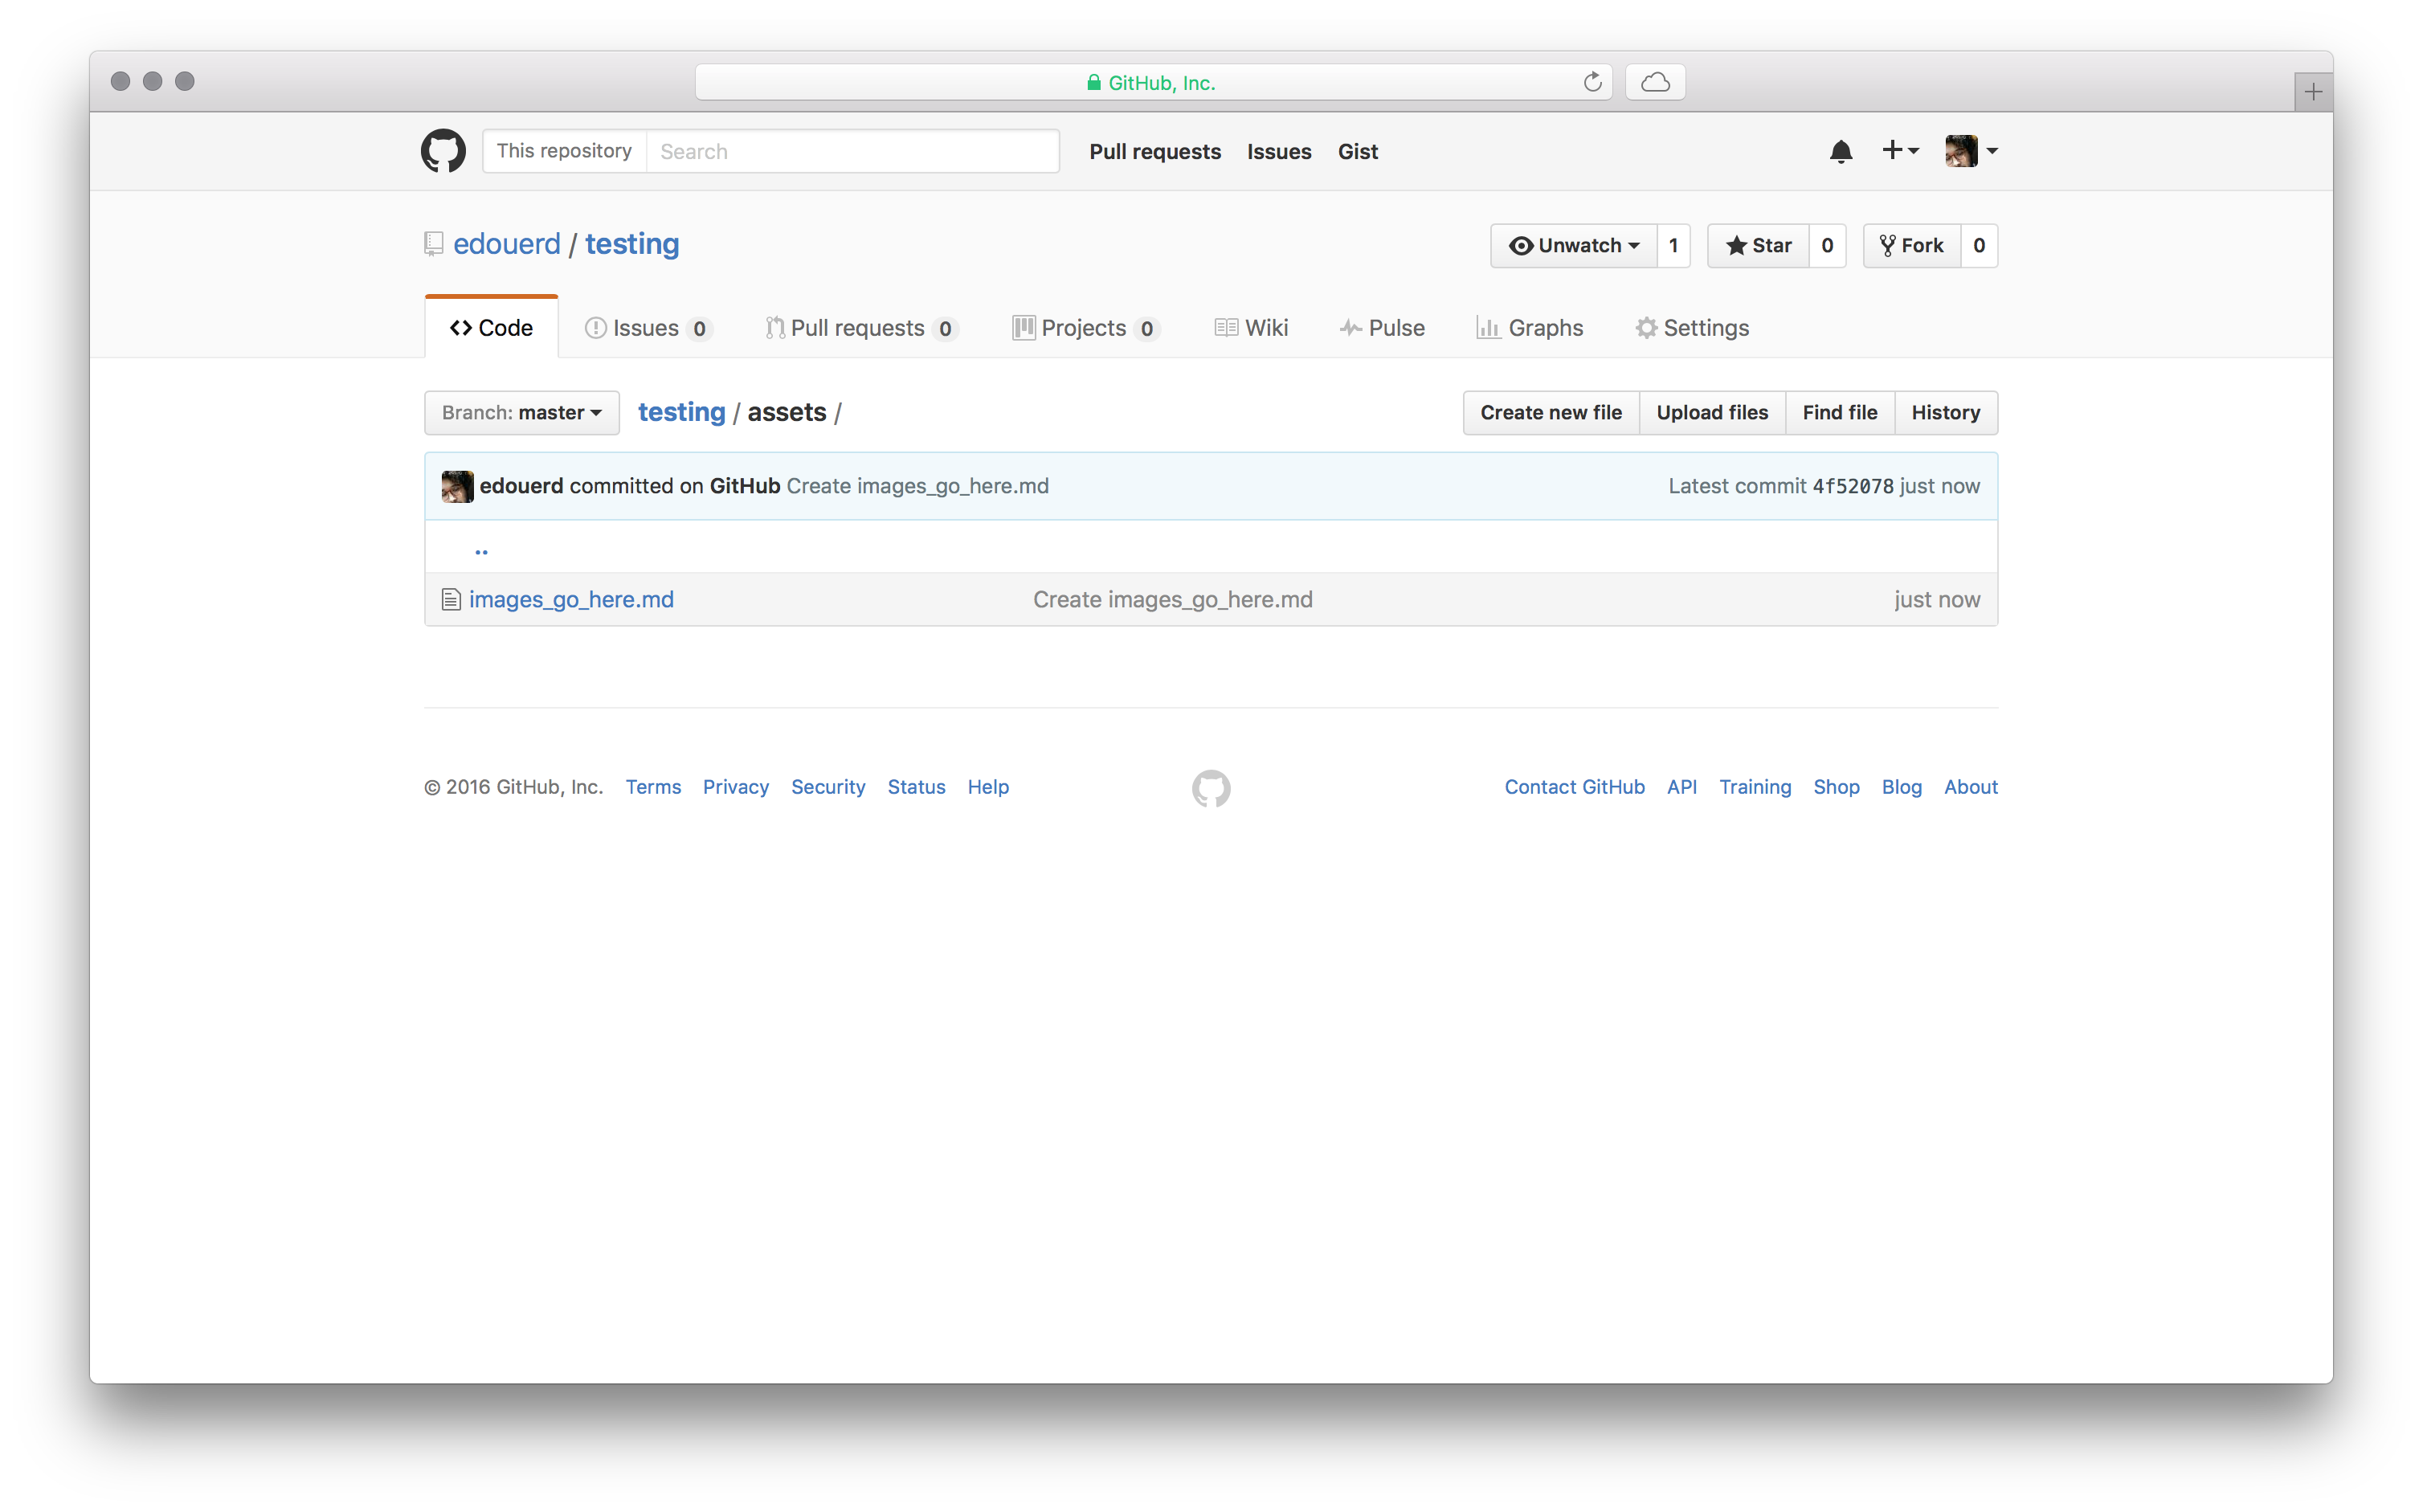 GitHub, Inc.
This repository Search Pull requests Issues Gist
edouerd / testing Unwatch 1 Star 0 Fork 0
Code Issues 0 Pull requests 0 Projects 0 Wiki Pulse Graphs Settings
Branch: master testing / assets / Create new file Upload files Find file History
edouerd committed on GitHub Create images_go_here.md Latest commit 4f52078 just now
..
images_go_here.md Create images_go_here.md just now
© 2016 GitHub, Inc. Terms Privacy Security Status Help Contact GitHub API Training Shop Blog About